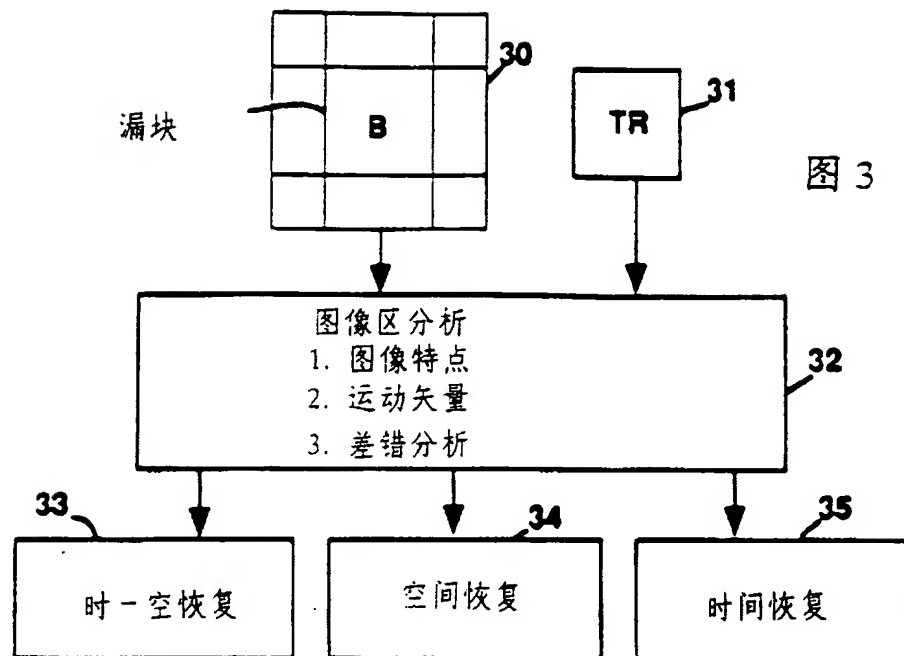 30
31
漏块
B
TR
图 3
图像区分析
1. 图像特点
2. 运动矢量
3. 差错分析
32
33
34
35
时-空恢复
空间恢复
时间恢复